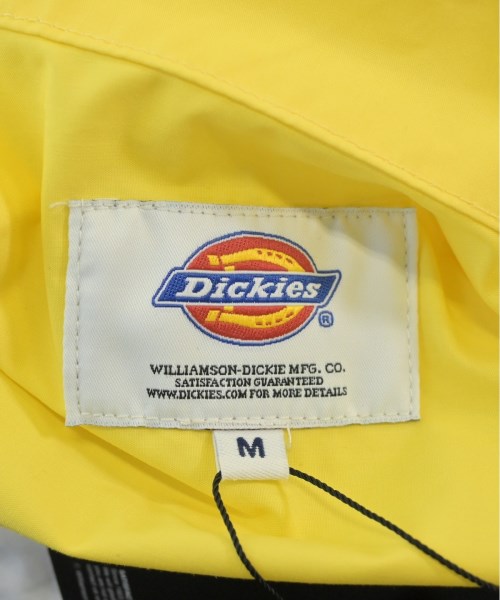 Dickies
®
WILLIAMSON-DICKIE MFG. CO.
SATISFACTION GUARANTEED
WWW.DICKIES.COM FOR MORE DETAILS
M